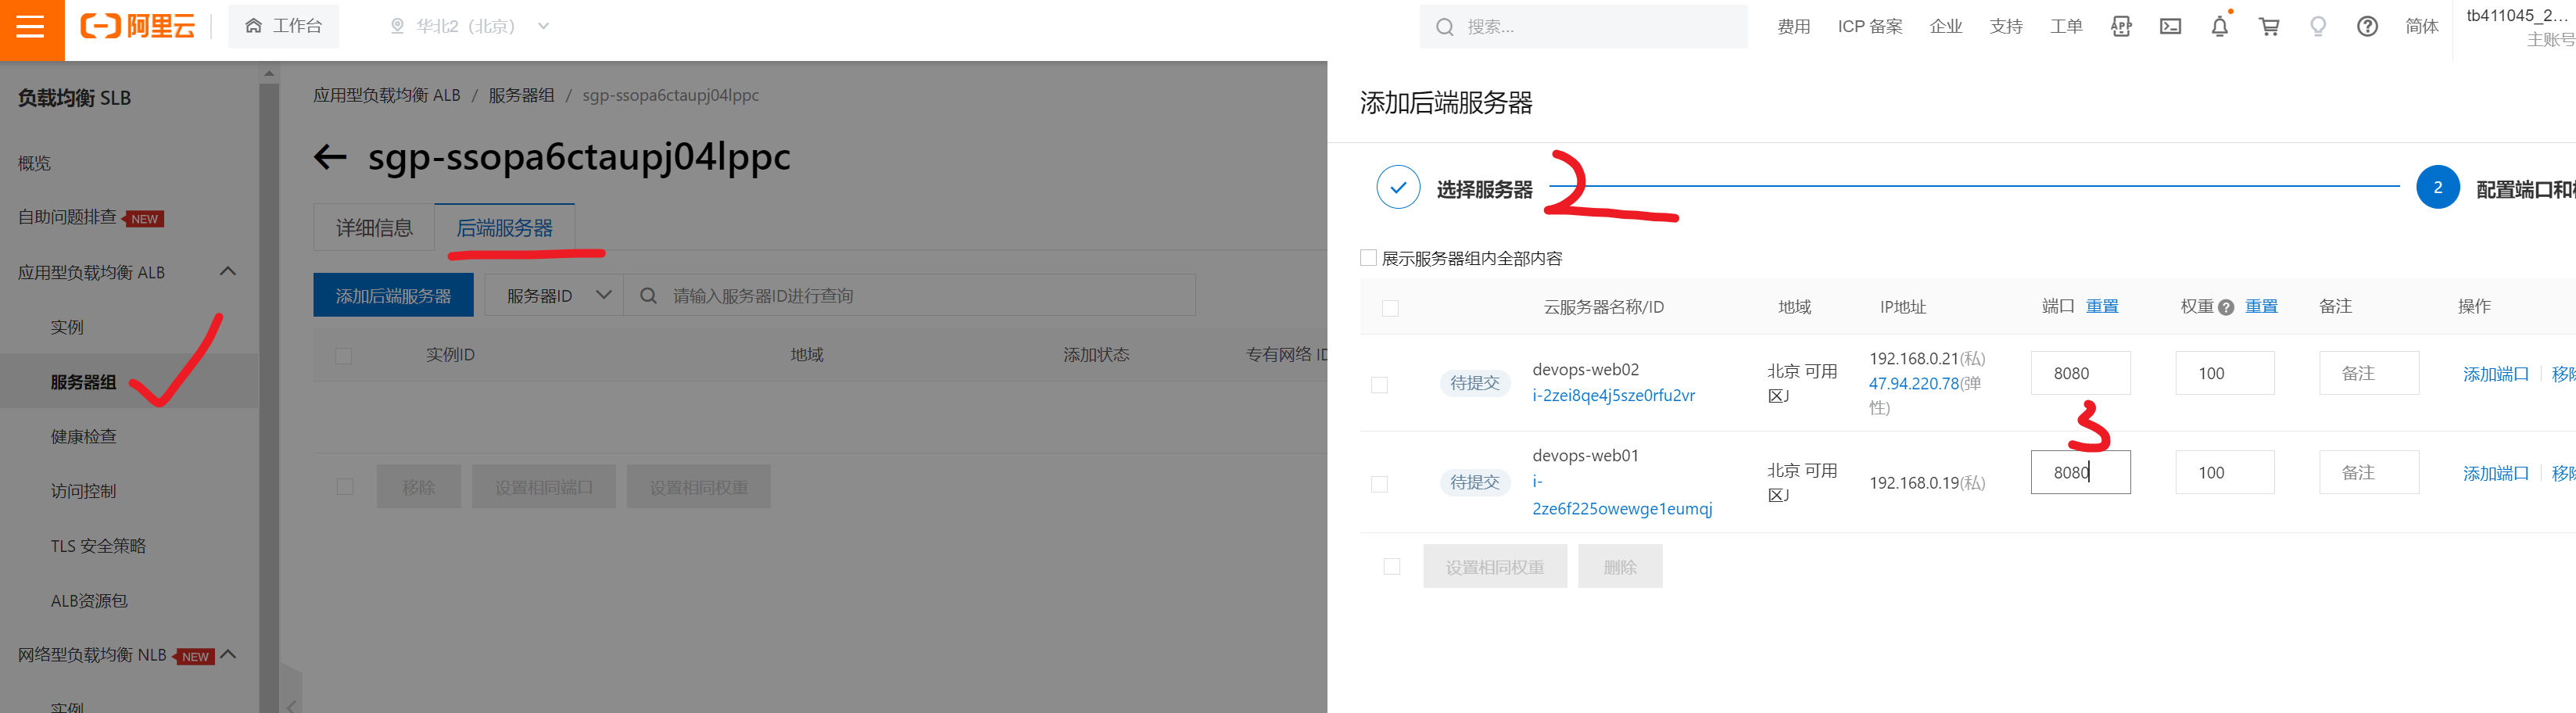 阿里云
工作台
华北2（北京）
搜索...
费用
ICP 备案
企业
支持
工单
APP
简体
tb411045_2...
主账号
负载均衡 SLB
概览
自助问题排查 NEW
应用型负载均衡 ALB
实例
服务器组
健康检查
访问控制
TLS 安全策略
ALB资源包
网络型负载均衡 NLB NEW
实例
应用型负载均衡 ALB / 服务器组 / sgp-ssopa6ctaupj04lppc
sgp-ssopa6ctaupj04lppc
详细信息
后端服务器
添加后端服务器
服务器ID
请输入服务器ID进行查询
实例ID
地域
添加状态
专有网络 ID
移除
设置相同端口
设置相同权重
添加后端服务器
选择服务器
2
2
配置端口和
展示服务器组内全部内容
云服务器名称/ID
地域
IP地址
端口 重置
权重 重置
备注
操作
待提交
devops-web02
i-2zei8qe4j5sze0rfu2vr
北京 可用
区J
192.168.0.21(私)
47.94.220.78(弹
性)
8080
100
备注
添加端口
移除
3
待提交
devops-web01
i-
2ze6f225owewge1eumqj
北京 可用
区J
192.168.0.19(私)
8080
100
备注
添加端口
移除
设置相同权重
删除